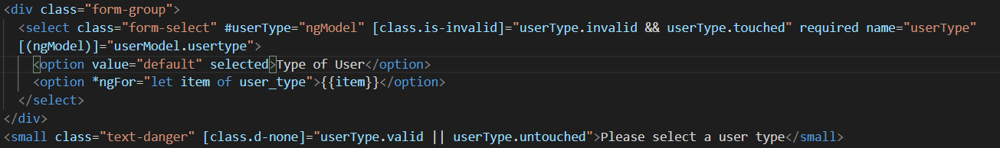 <div class="form-group">
<select class="form-select" #userType="ngModel" [class.is-invalid]="userType.invalid && userType.touched" required name="userType"
[(ngModel)]="userModel.usertype">
<option value="default" selected>Type of User</option>
<option *ngFor="let item of user_type">{{item}}</option>
</select>
</div>
<small class="text-danger" [class.d-none]="userType.valid || userType.untouched">Please select a user type</small>